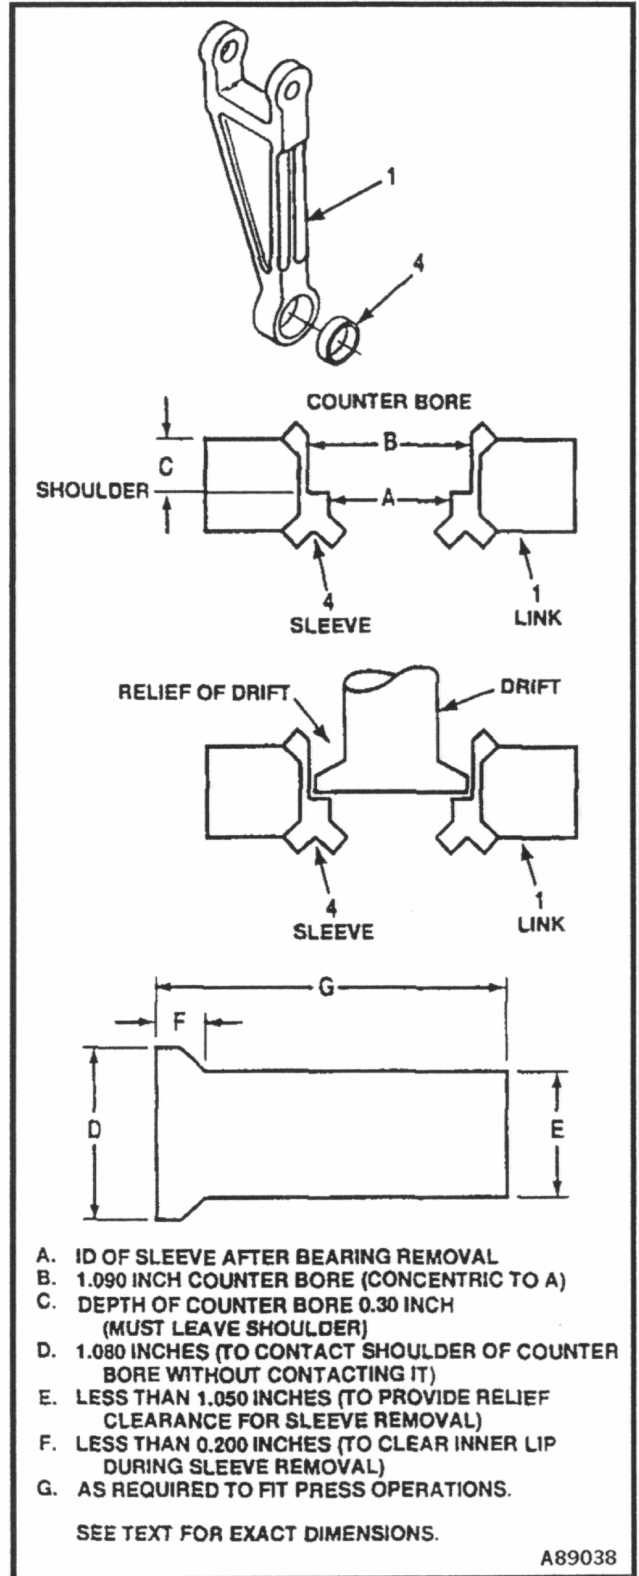 1
4
COUNTER BORE
B
C
SHOULDER
A
4
SLEEVE
1
LINK
RELIEF OF DRIFT
DRIFT
4
SLEEVE
1
LINK
G
F
D
E
A. ID OF SLEEVE AFTER BEARING REMOVAL
B. 1.090 INCH COUNTER BORE (CONCENTRIC TO A)
C. DEPTH OF COUNTER BORE 0.30 INCH
(MUST LEAVE SHOULDER)
D. 1.080 INCHES (TO CONTACT SHOULDER OF COUNTER
BORE WITHOUT CONTACTING IT)
E. LESS THAN 1.050 INCHES (TO PROVIDE RELIEF
CLEARANCE FOR SLEEVE REMOVAL)
F. LESS THAN 0.200 INCHES (TO CLEAR INNER LIP
DURING SLEEVE REMOVAL)
G. AS REQUIRED TO FIT PRESS OPERATIONS.
SEE TEXT FOR EXACT DIMENSIONS.
A89038